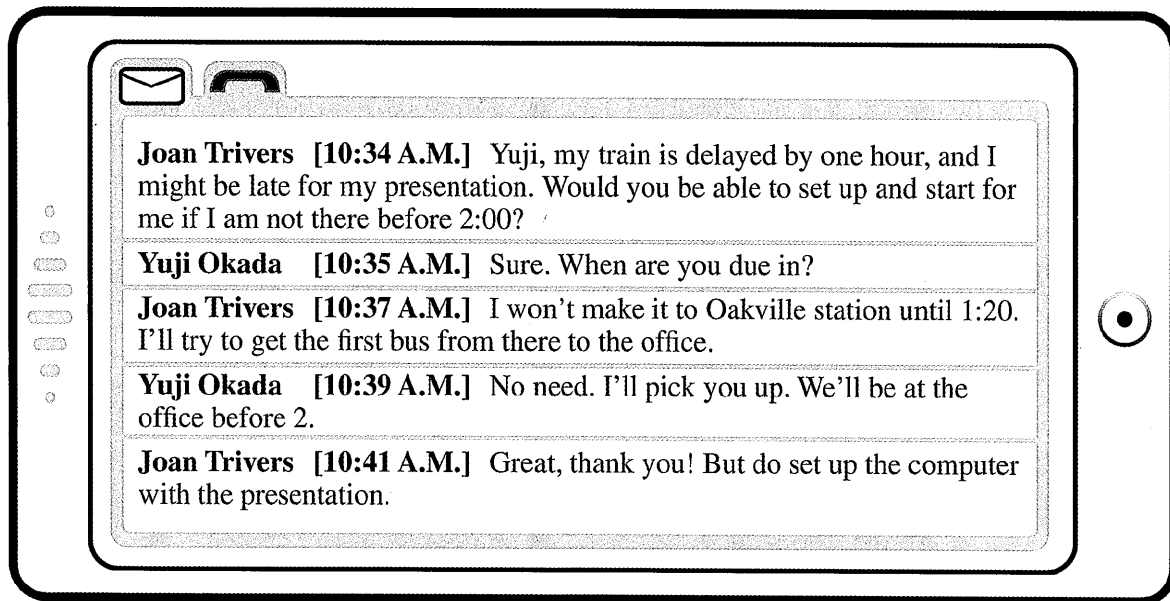 Joan Trivers [10:34 A.M.] Yuji, my train is delayed by one hour, and I
might be late for my presentation. Would you be able to set up and start for
me if I am not there before 2:00?
Yuji Okada [10:35 A.M.] Sure. When are you due in?
Joan Trivers [10:37 A.M.] I won't make it to Oakville station until 1:20.
I'll try to get the first bus from there to the office.
Yuji Okada [10:39 A.M.] No need. I'll pick you up. We'll be at the
office before 2.
Joan Trivers [10:41 A.M.] Great, thank you! But do set up the computer
with the presentation.